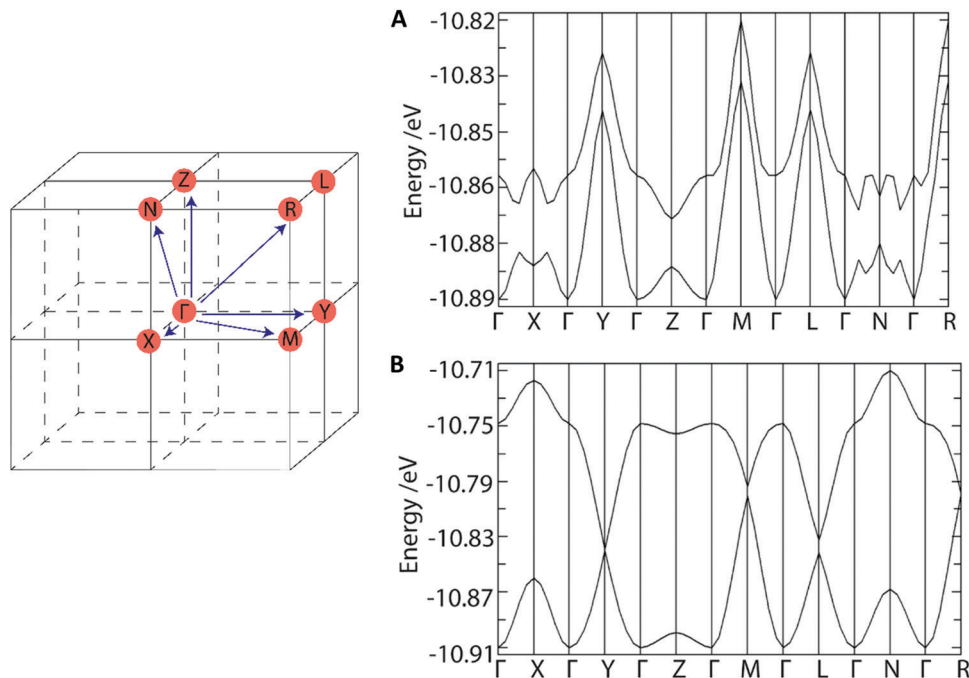 Z
L
N
R
Γ
Y
X
M
A
Energy /eV
-10.82
-10.83
-10.85
-10.86
-10.88
-10.89
Γ X Γ Y Γ Z Γ M Γ L Γ N Γ R
B
Energy /eV
-10.71
-10.75
-10.79
-10.83
-10.87
-10.91
Γ X Γ Y Γ Z Γ M Γ L Γ N Γ R